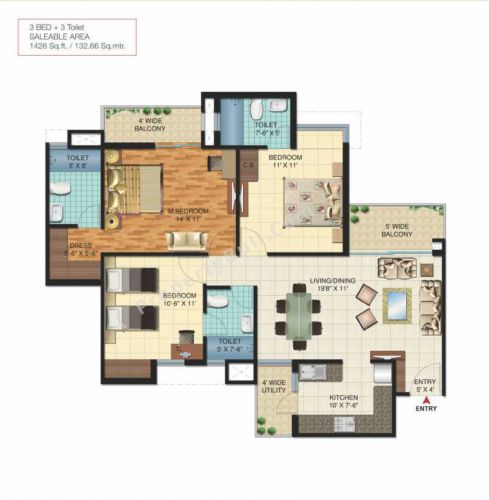 3 BED + 3 Toilet
SALEABLE AREA
1428 Sq.ft. / 132.66 Sq.mtr.
4' WIDE
BALCONY
TOILET
7'-6" X 5'
TOILET
5' X 8'
C.B.
BEDROOM
11' X 11'
M.BEDROOM
14' X 11'
5' WIDE
BALCONY
DRESS
5'-6" X 5'-6"
BEDROOM
10'-6" X 11'
LIVING/DINING
19'8" X 11'
TOILET
5' X 7'-6"
4' WIDE
UTILITY
KITCHEN
10' X 7'-6"
ENTRY
5' X 4'
ENTRY